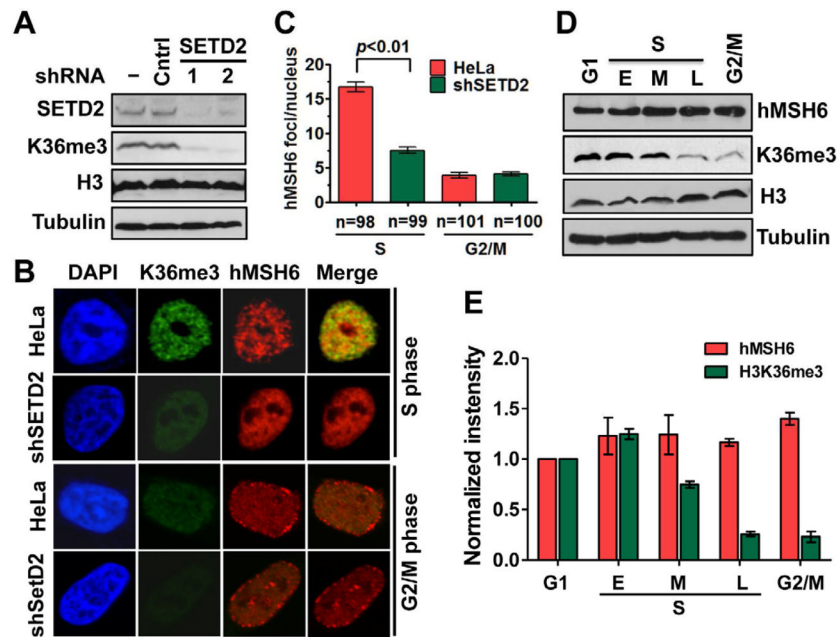 A
SETD2
shRNA
– Cntrl 1 2
SETD2
K36me3
H3
Tubulin
B
DAPI K36me3 hMSH6 Merge
HeLa
shSETD2
HeLa
shSetD2
S phase
G2/M phase
C
p<0.01
HeLa
shSETD2
hMSH6 foci/nucleus
20
15
10
5
0
n=98 n=99 n=101 n=100
S G2/M
D
S
G1 E M L G2/M
hMSH6
K36me3
H3
Tubulin
E
hMSH6
H3K36me3
Normalized instensity
2.0
1.5
1.0
0.5
0.0
G1 E M L G2/M
S